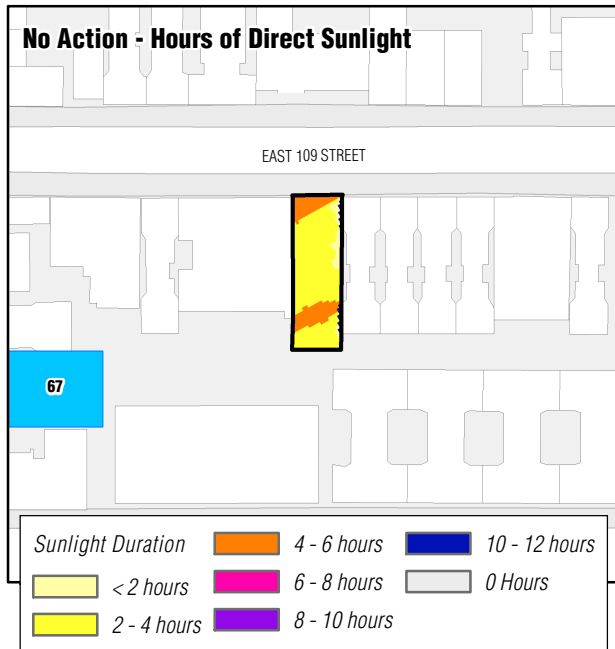 No Action - Hours of Direct Sunlight
EAST 109 STREET
67
Sunlight Duration
< 2 hours
2 - 4 hours
4 - 6 hours
6 - 8 hours
8 - 10 hours
10 - 12 hours
0 Hours